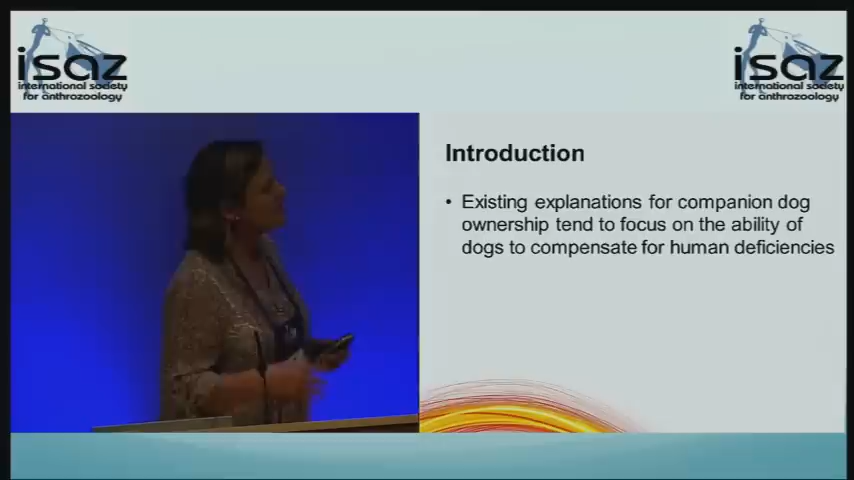 isaz
international society
for anthrozoology
isaz
international society
for anthrozoology
Introduction
• Existing explanations for companion dog
ownership tend to focus on the ability of
dogs to compensate for human deficiencies